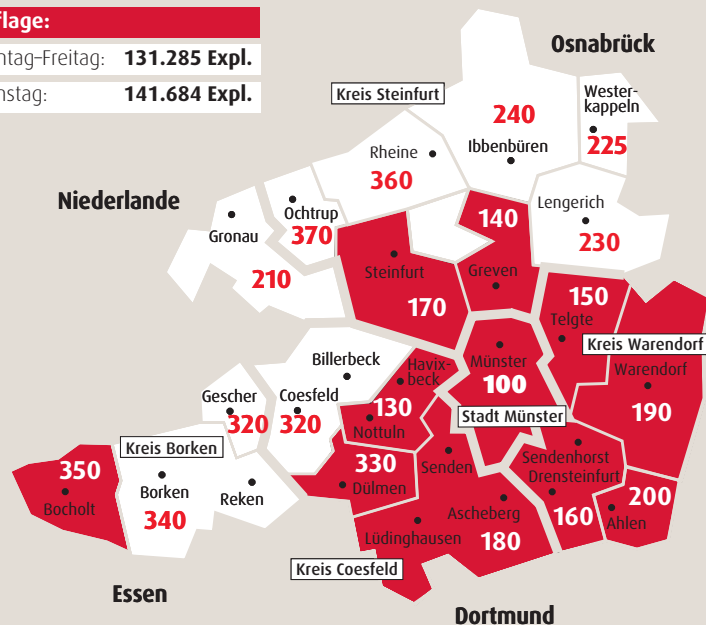 flage:
ntag-Freitag: 131.285 Expl.
nstag: 141.684 Expl.
Osnabrück
Kreis Steinfurt
Wester-
kappeln
225
240
Ibbenbüren
Rheine
360
Niederlande
Ochtrup
370
Gronau
210
Lengerich
230
140
Greven
Steinfurt
170
150
Telgte
Kreis Warendorf
Warendorf
190
Münster
100
Stadt Münster
Billerbeck
Havix-
beck
130
Nottuln
Gescher
320
Coesfeld
320
Kreis Borken
350
Bocholt
Borken
340
Reken
330
Dülmen
Senden
Sendenhorst
Drensteinfurt
160
200
Ahlen
Ascheberg
180
Lüdinghausen
Kreis Coesfeld
Essen
Dortmund